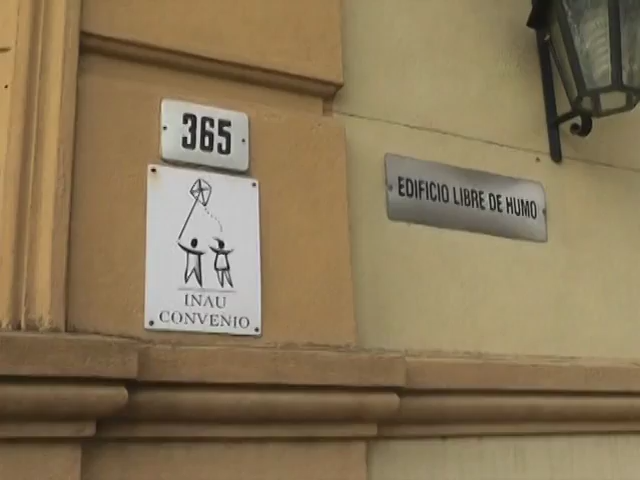 365
INAU
CONVENIO
EDIFICIO LIBRE DE HUMO